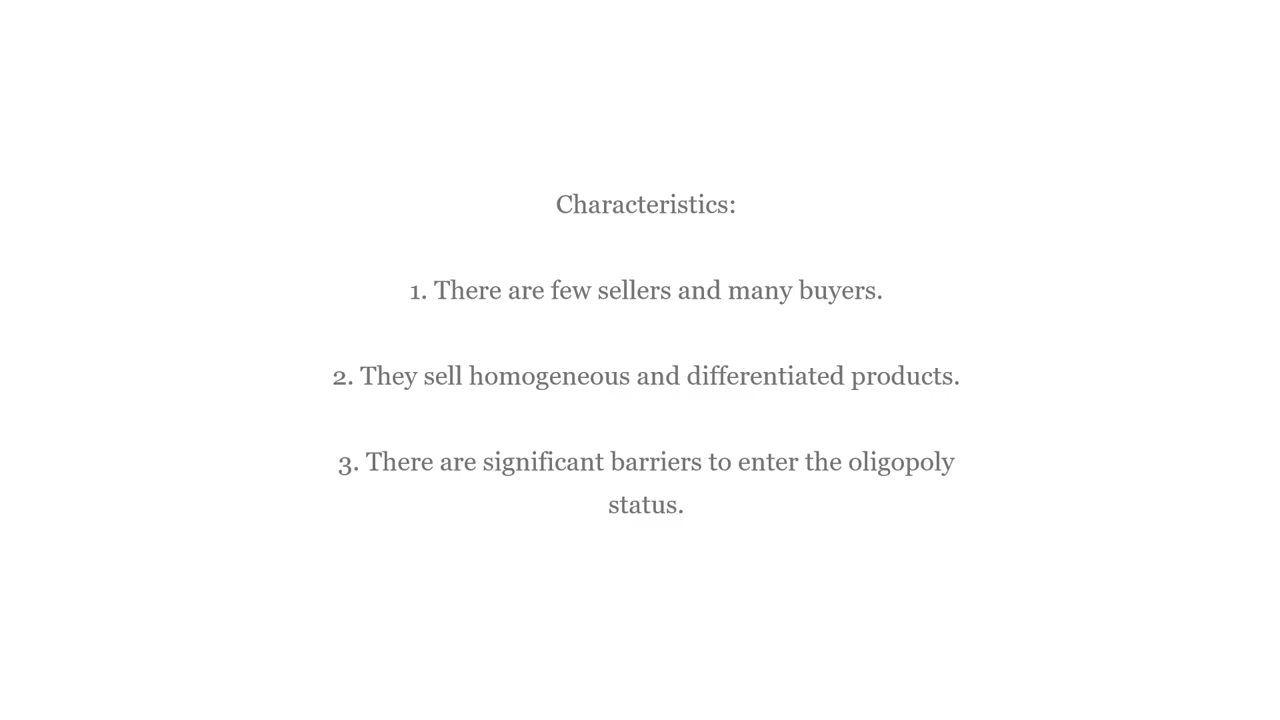 Characteristics:
1. There are few sellers and many buyers.
2. They sell homogeneous and differentiated products.
3. There are significant barriers to enter the oligopoly
status.